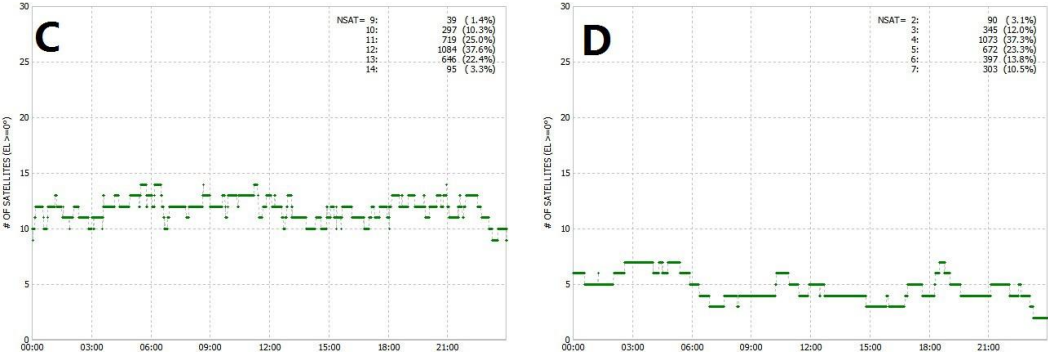 C
NSAT= 9: 39 ( 1.4%)
10: 297 (10.3%)
11: 719 (25.0%)
12: 1084 (37.6%)
13: 646 (22.4%)
14: 95 ( 3.3%)
# OF SATELLITES (EL >=0°)
30
25
20
15
10
5
0
00:00 03:00 06:00 09:00 12:00 15:00 18:00 21:00
D
NSAT= 2: 90 ( 3.1%)
3: 345 (12.0%)
4: 1073 (37.3%)
5: 672 (23.3%)
6: 397 (13.8%)
7: 303 (10.5%)
# OF SATELLITES (EL >=0°)
30
25
20
15
10
5
0
00:00 03:00 06:00 09:00 12:00 15:00 18:00 21:00